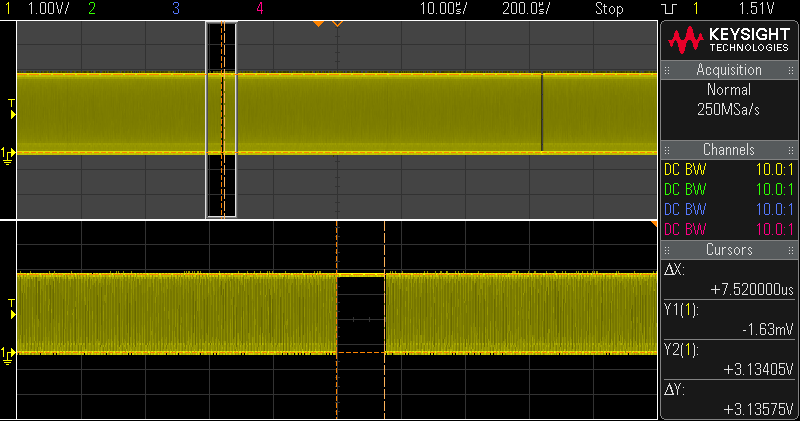 1 1.00V/ 2 3 4 10.00s/ 200.0s/ Stop 1 1.51V
KEYSIGHT
TECHNOLOGIES
Acquisition
Normal
250MSa/s
Channels
DC BW 10.0:1
DC BW 10.0:1
DC BW 10.0:1
DC BW 10.0:1
Cursors
ΔX:
+7.520000us
Y1(1):
-1.63mV
Y2(1):
+3.13405V
ΔY:
+3.13575V
T
1
T
1